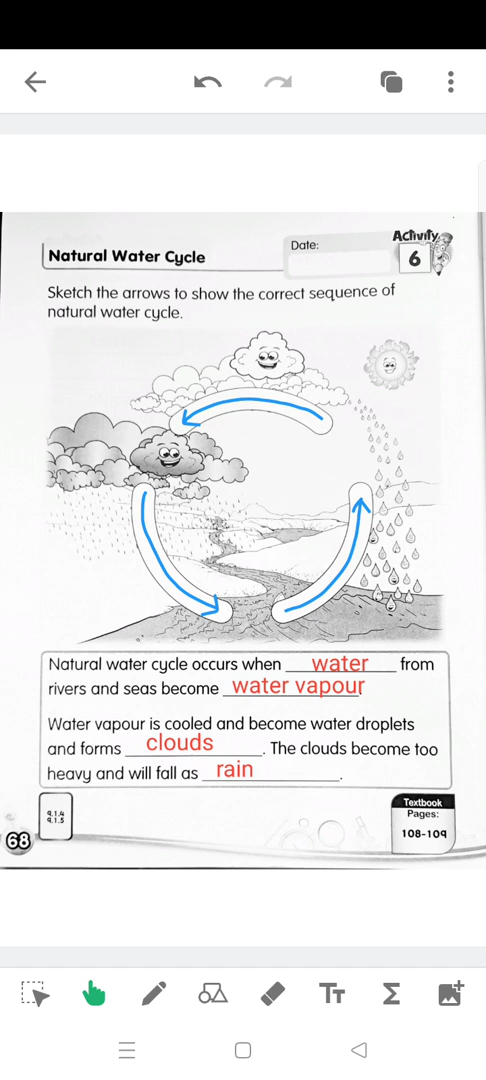 Natural Water Cycle
Date:
Activity
6
Sketch the arrows to show the correct sequence of
natural water cycle.
Natural water cycle occurs when water from
rivers and seas become water vapour.
Water vapour is cooled and become water droplets
and forms clouds. The clouds become too
heavy and will fall as rain.
9.1.4
9.1.5
Textbook
Pages:
108-109
68
TT
Σ